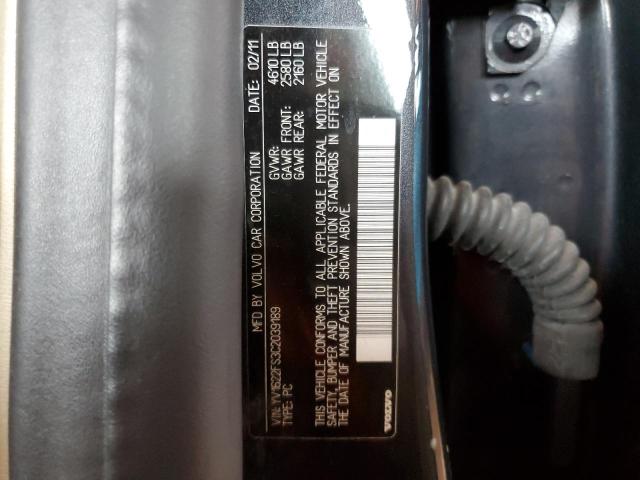 MFD BY VOLVO CAR CORPORATION DATE: 02/11
GVWR: 4610 LB
GAWR FRONT: 2580 LB
GAWR REAR: 2160 LB
VIN: YV1622FS3C2039189
TYPE: PC
THIS VEHICLE CONFORMS TO ALL APPLICABLE FEDERAL MOTOR VEHICLE
SAFETY, BUMPER AND THEFT PREVENTION STANDARDS IN EFFECT ON
THE DATE OF MANUFACTURE SHOWN ABOVE.
VOLVO